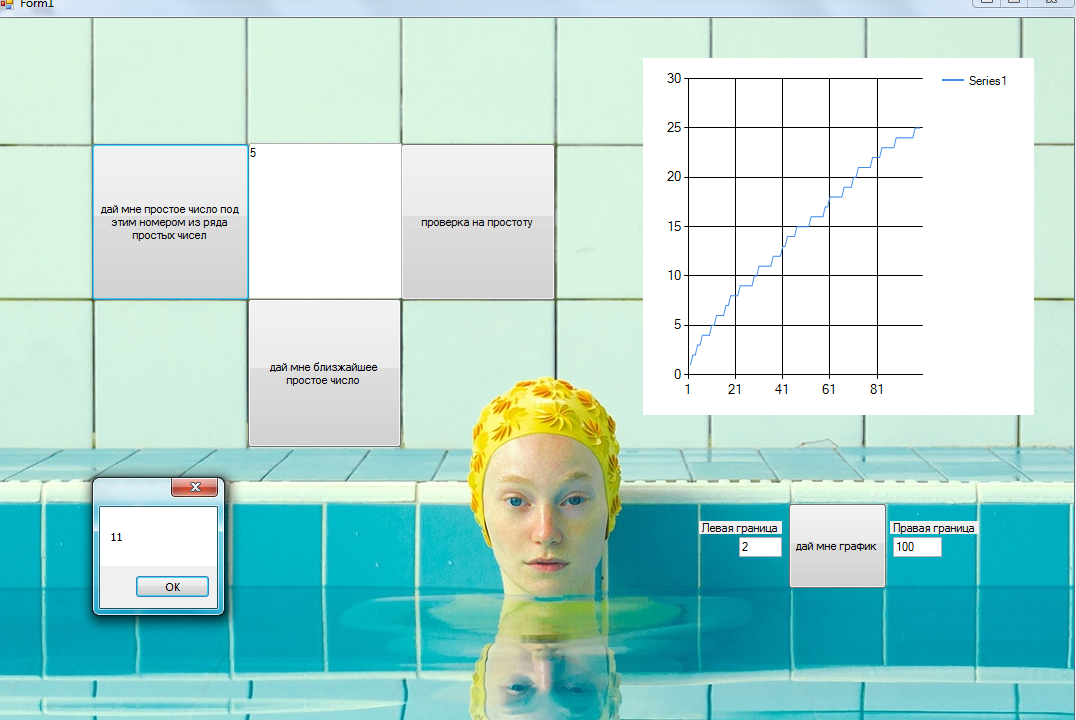 Form1
5
дай мне простое число под
этим номером из ряда
простых чисел
проверка на простоту
дай мне близжайшее
простое число
30
25
20
15
10
5
0
1 21 41 61 81
Series1
11
OK
Левая граница
2
дай мне график
Правая граница
100